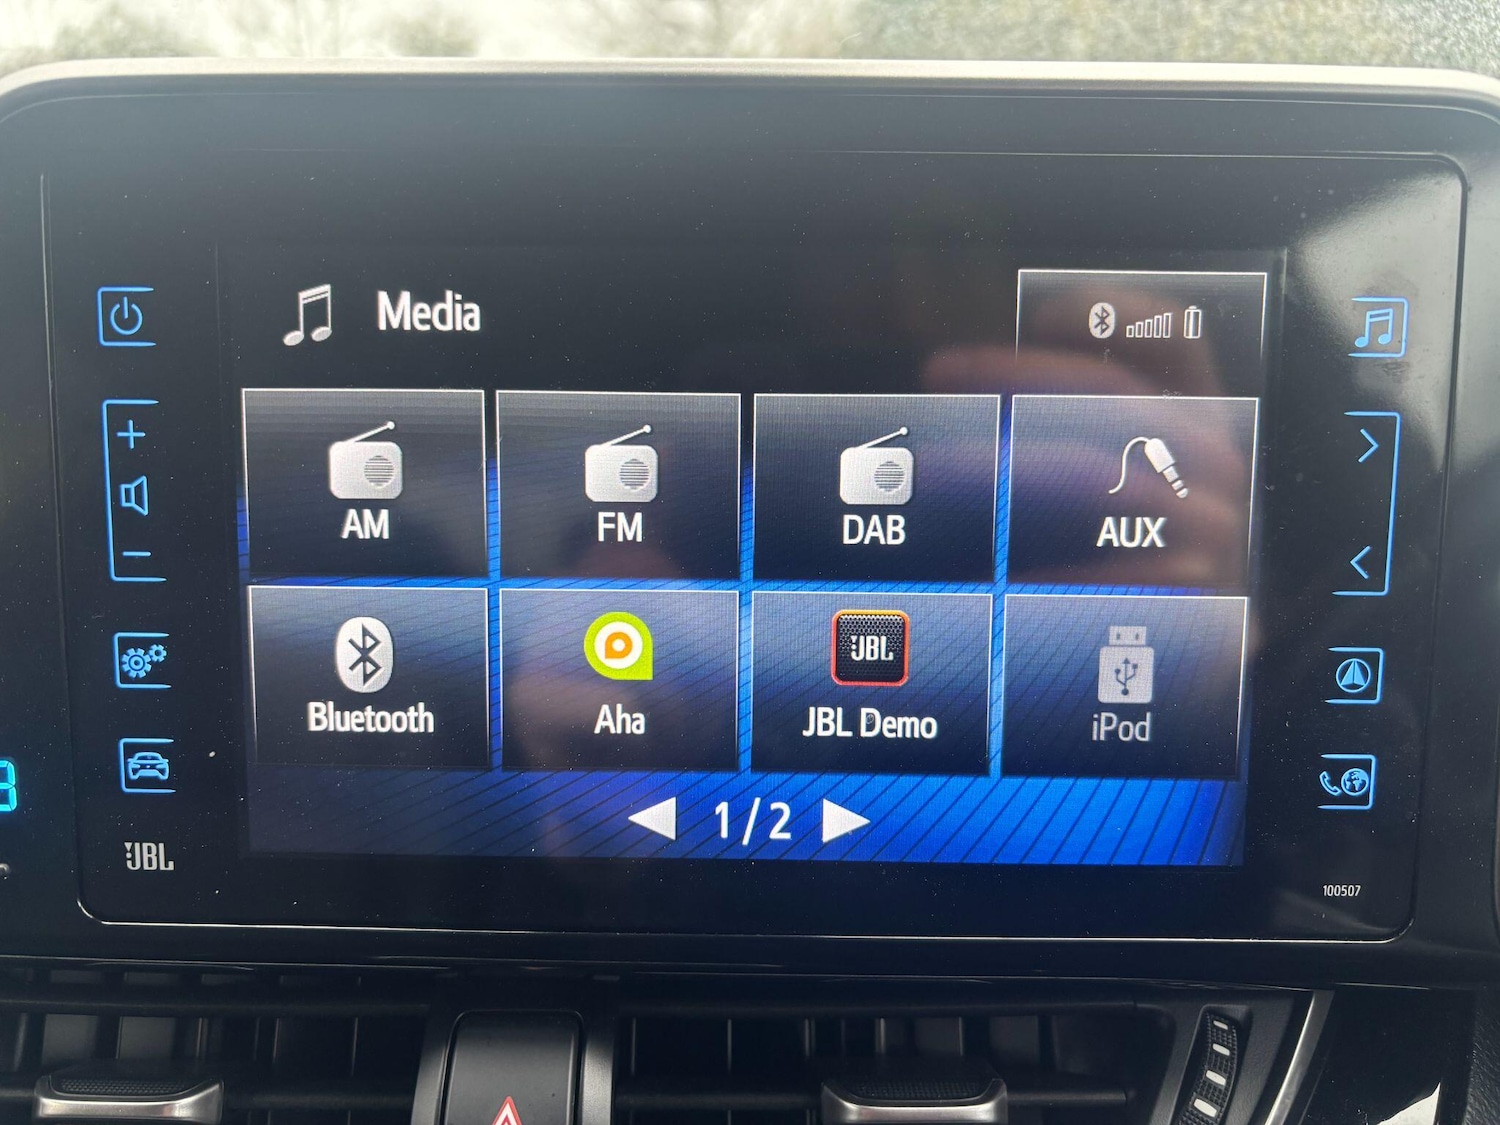 Media
AM
FM
DAB
AUX
Bluetooth
Aha
JBL
JBL Demo
iPod
1/2
JBL
100507